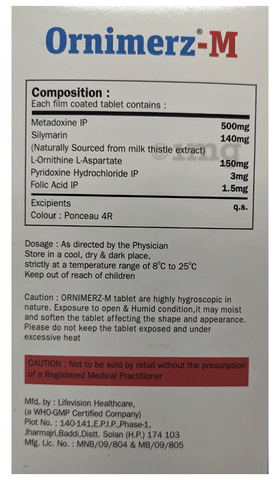 Ornimerz®-M
Composition :
Each film coated tablet contains :
Metadoxine IP 500mg
Silymarin 140mg
(Naturally Sourced from milk thistle extract)
L-Ornithine L-Aspartate 150mg
Pyridoxine Hydrochloride IP 3mg
Folic Acid IP 1.5mg
Excipients q.s.
Colour : Ponceau 4R
Dosage : As directed by the Physician
Store in a cool, dry & dark place,
strictly at a temperature range of 8°C to 25°C
Keep out of reach of children
Caution : ORNIMERZ-M tablet are highly hygroscopic in
nature. Exposure to open & Humid condition,it may moist
and soften the tablet affecting the shape and appearance.
Please do not keep the tablet exposed and under
excessive heat
CAUTION : Not to be sold by retail without the prescription
of a Registered Medical Practitioner
Mfd. by : Lifevision Healthcare,
(a WHO-GMP Certified Company)
Plot No. : 140-141,E.P.I.P.,Phase-1,
Jharmajri,Baddi,Distt. Solan (H.P.) 174 103
Mfg. Lic. No. : MNB/09/804 & MB/09/805